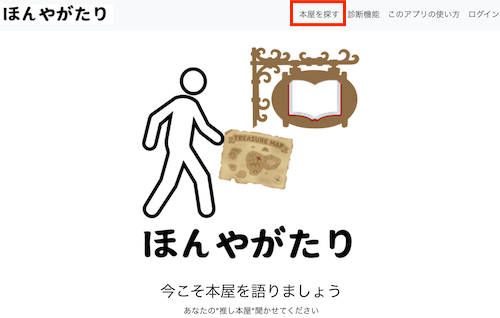 ほんやがたり
本屋を探す 診断機能 このアプリの使い方 ログイン
TREASURE MAP
ほんやがたり
今こそ本屋を語りましょう
あなたの"推し本屋"聞かせてください